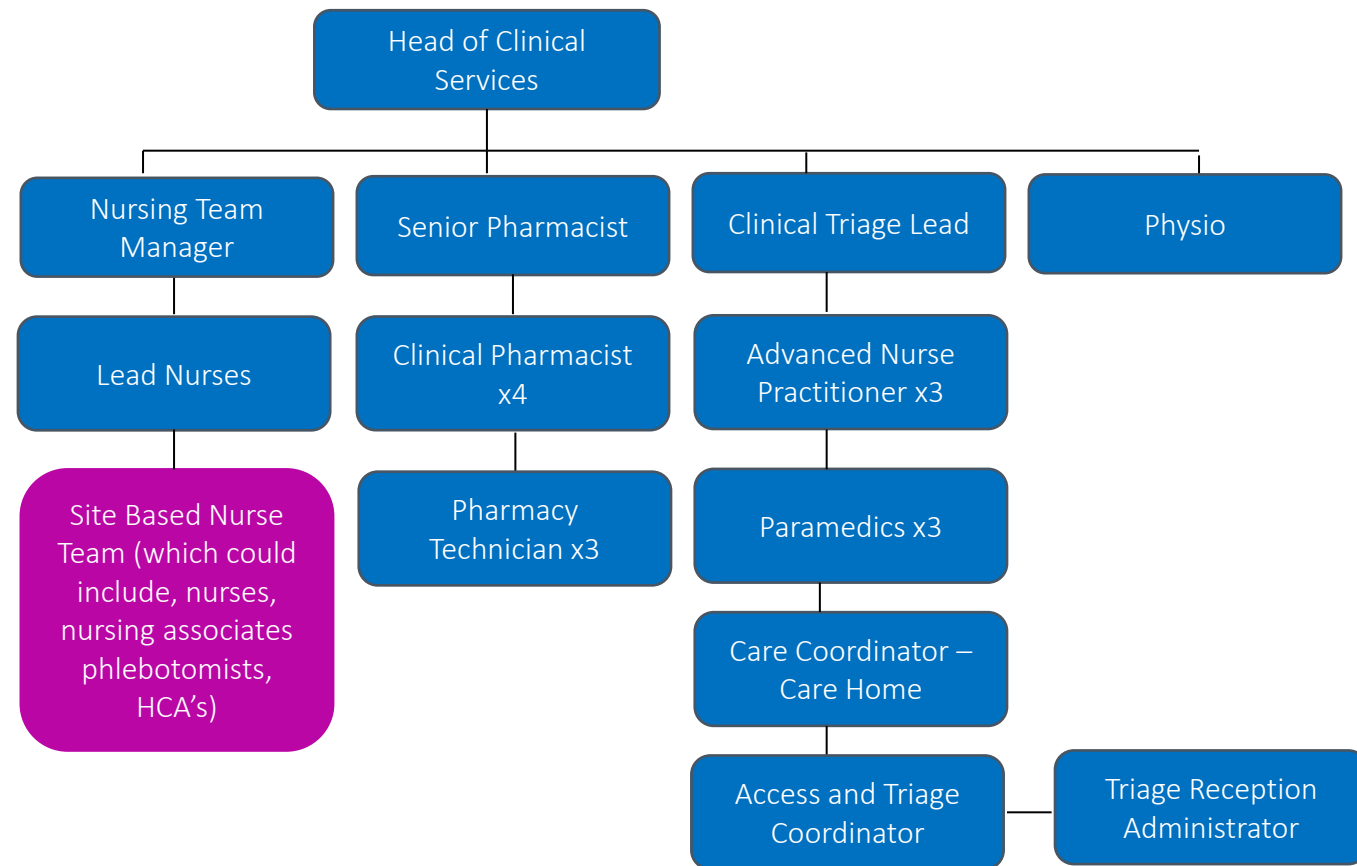 Head of Clinical
Services
Nursing Team
Manager
Senior Pharmacist
Clinical Triage Lead
Physio
Lead Nurses
Clinical Pharmacist
x4
Advanced Nurse
Practitioner x3
Site Based Nurse
Team (which could
include, nurses,
nursing associates
phlebotomists,
HCA’s)
Pharmacy
Technician x3
Paramedics x3
Care Coordinator –
Care Home
Access and Triage
Coordinator
Triage Reception
Administrator